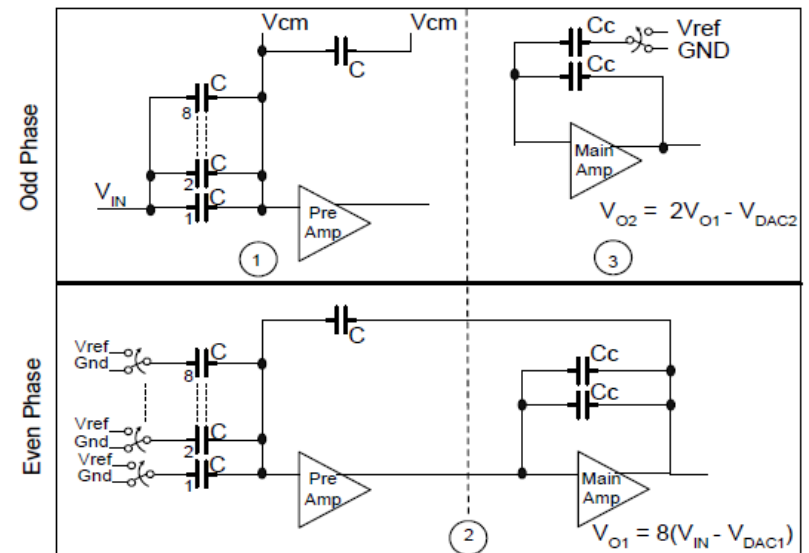 Odd Phase
Vcm
Vcm
C
C
8
C
2
C
1
V_IN
Pre
Amp
1
Cc
Vref
GND
Cc
Main
Amp
V_O2 = 2V_O1 - V_DAC2
3
Even Phase
C
Vref
Gnd
C
8
Vref
Gnd
C
2
Vref
Gnd
C
1
Pre
Amp
Cc
Cc
Main
Amp
2
V_O1 = 8(V_IN - V_DAC1)